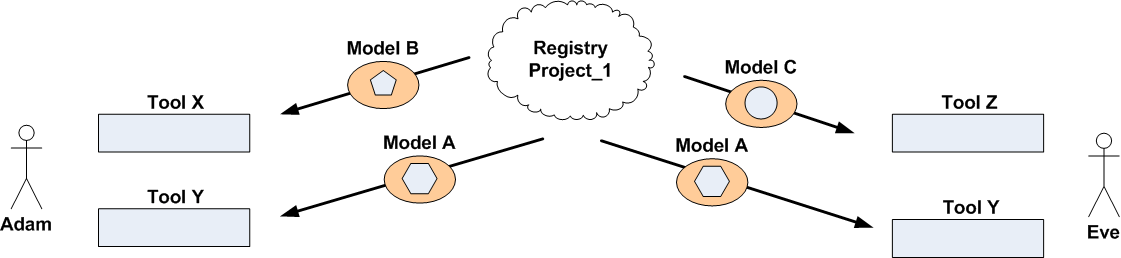 Registry
Project_1
Model B
Model C
Tool X
Tool Z
Model A
Model A
Tool Y
Tool Y
Adam
Eve